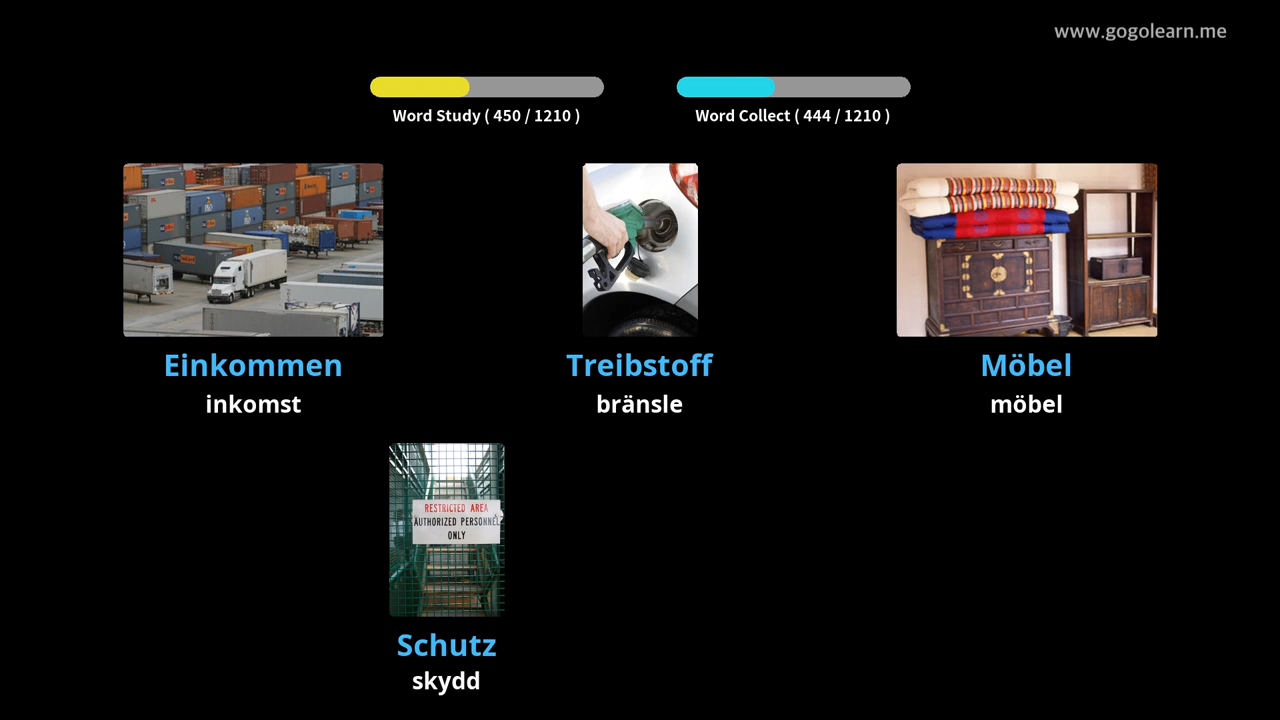 www.gogolearn.me
Word Study ( 450 / 1210 )
Word Collect ( 444 / 1210 )
Einkommen
inkomst
Treibstoff
bränsle
Möbel
möbel
RESTRICTED AREA
AUTHORIZED PERSONNEL
ONLY
Schutz
skydd